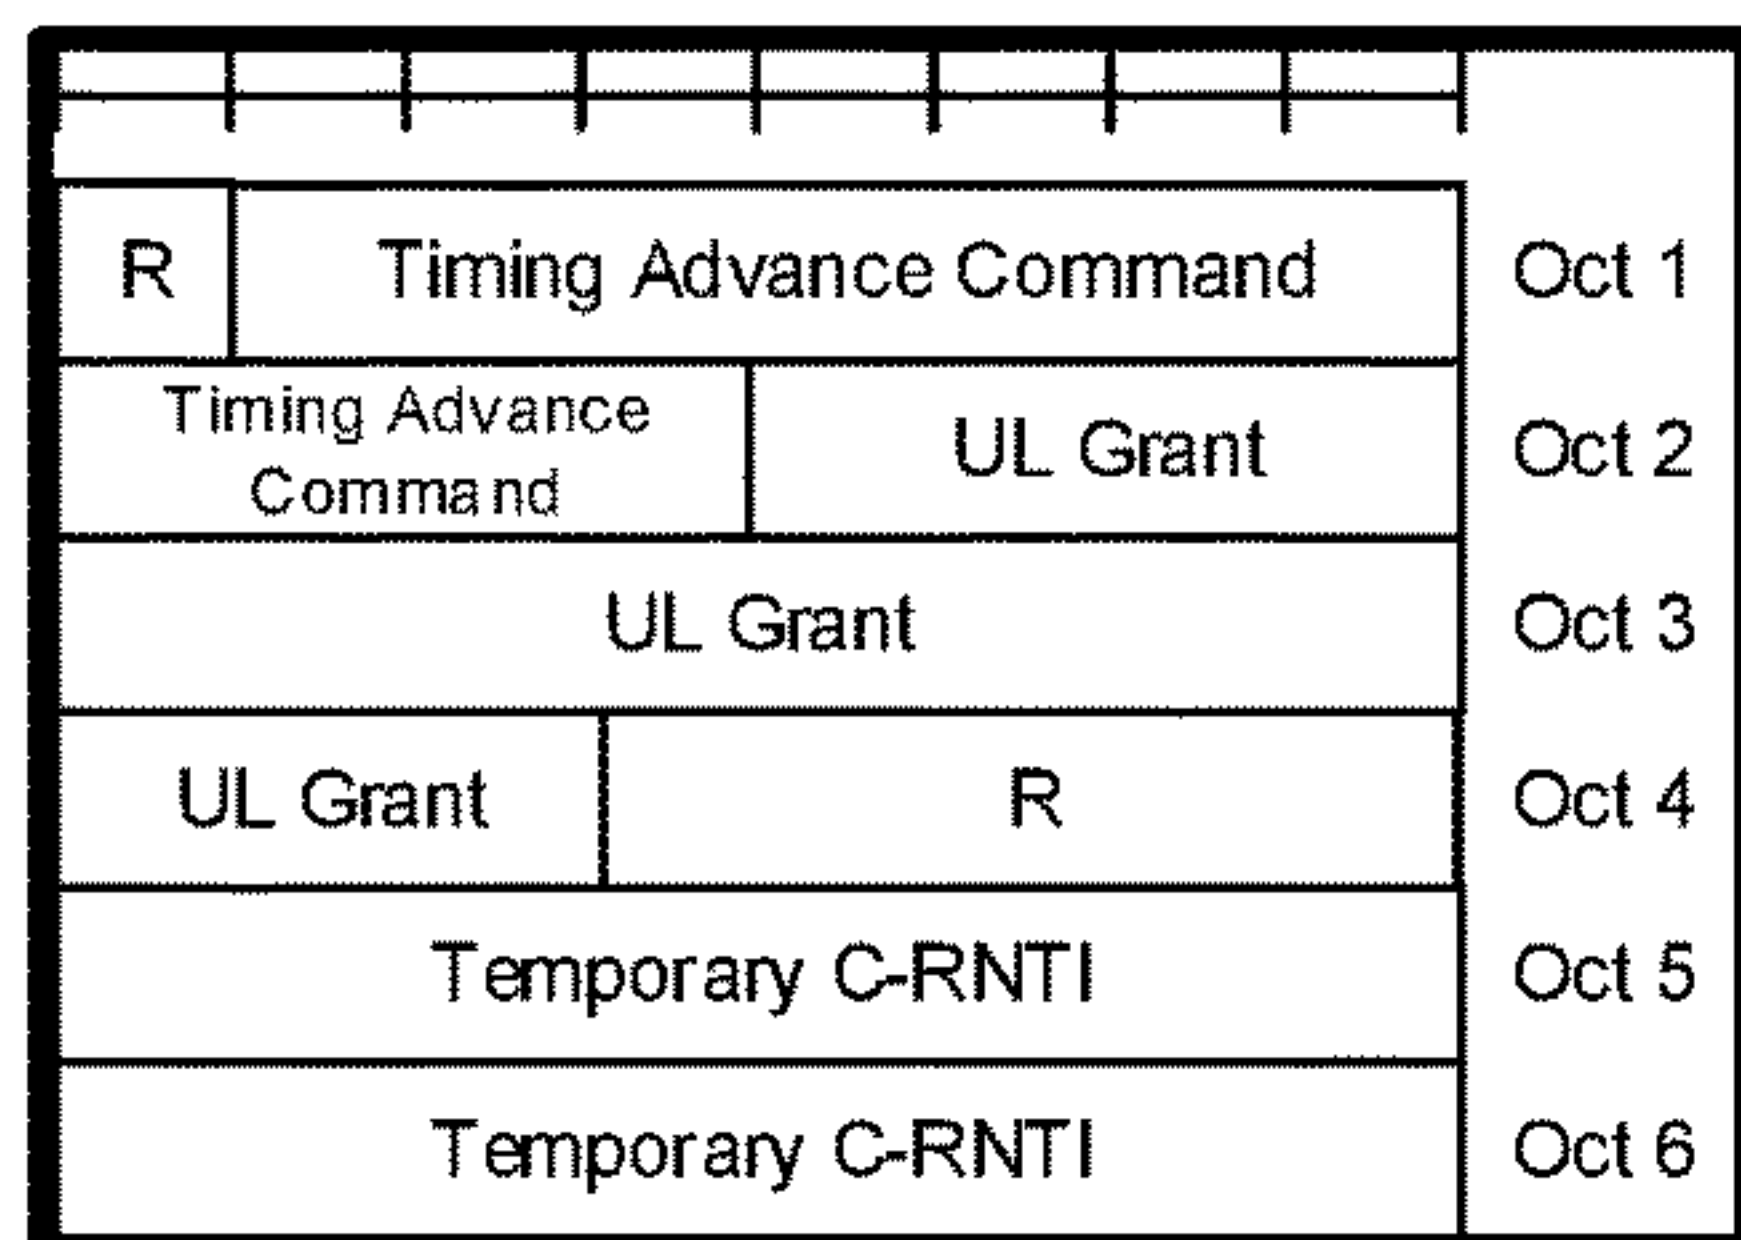 R Timing Advance Command Oct 1
Timing Advance
Command UL Grant Oct 2
UL Grant Oct 3
UL Grant R Oct 4
Temporary C-RNTI Oct 5
Temporary C-RNTI Oct 6